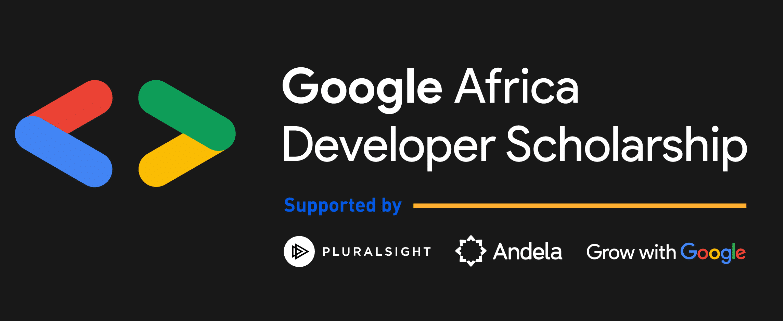 Google Africa
Developer Scholarship
Supported by
PLURALSIGHT Andela Grow with Google